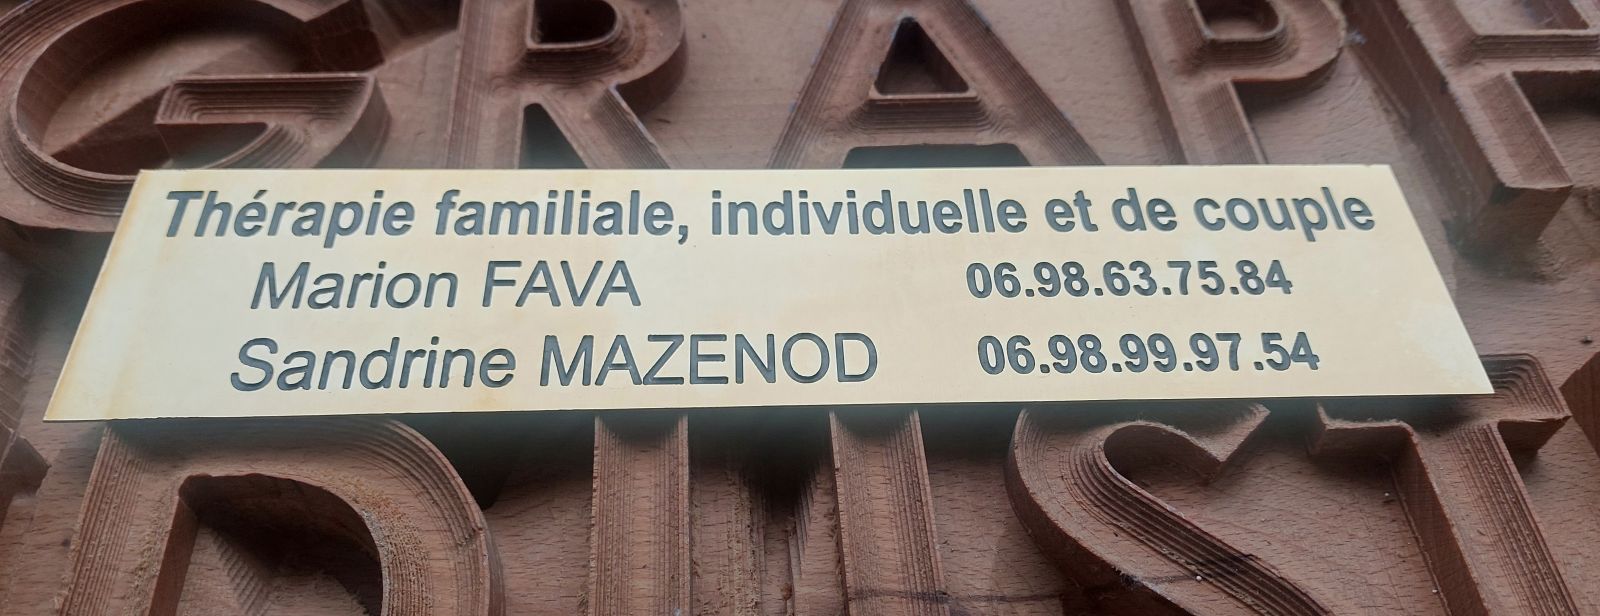 GRAPH
Thérapie familiale, individuelle et de couple
Marion FAVA 06.98.63.75.84
Sandrine MAZENOD 06.98.99.97.54